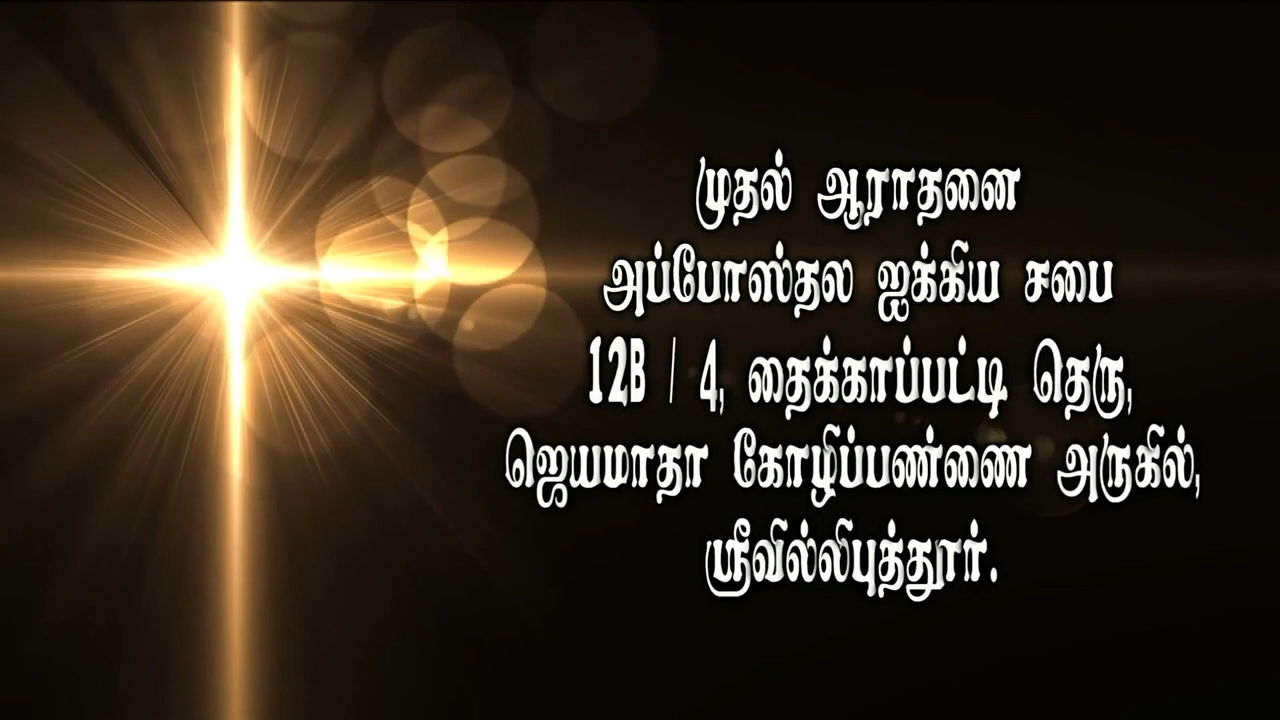 முதல் ஆராதனை
அப்போஸ்தல ஐக்கிய சபை
12B / 4, தைக்காப்பட்டி தெரு,
ஜெயமாதா கோழிப்பண்ணை அருகில்,
ஸ்ரீவில்லிபுத்தூர்.